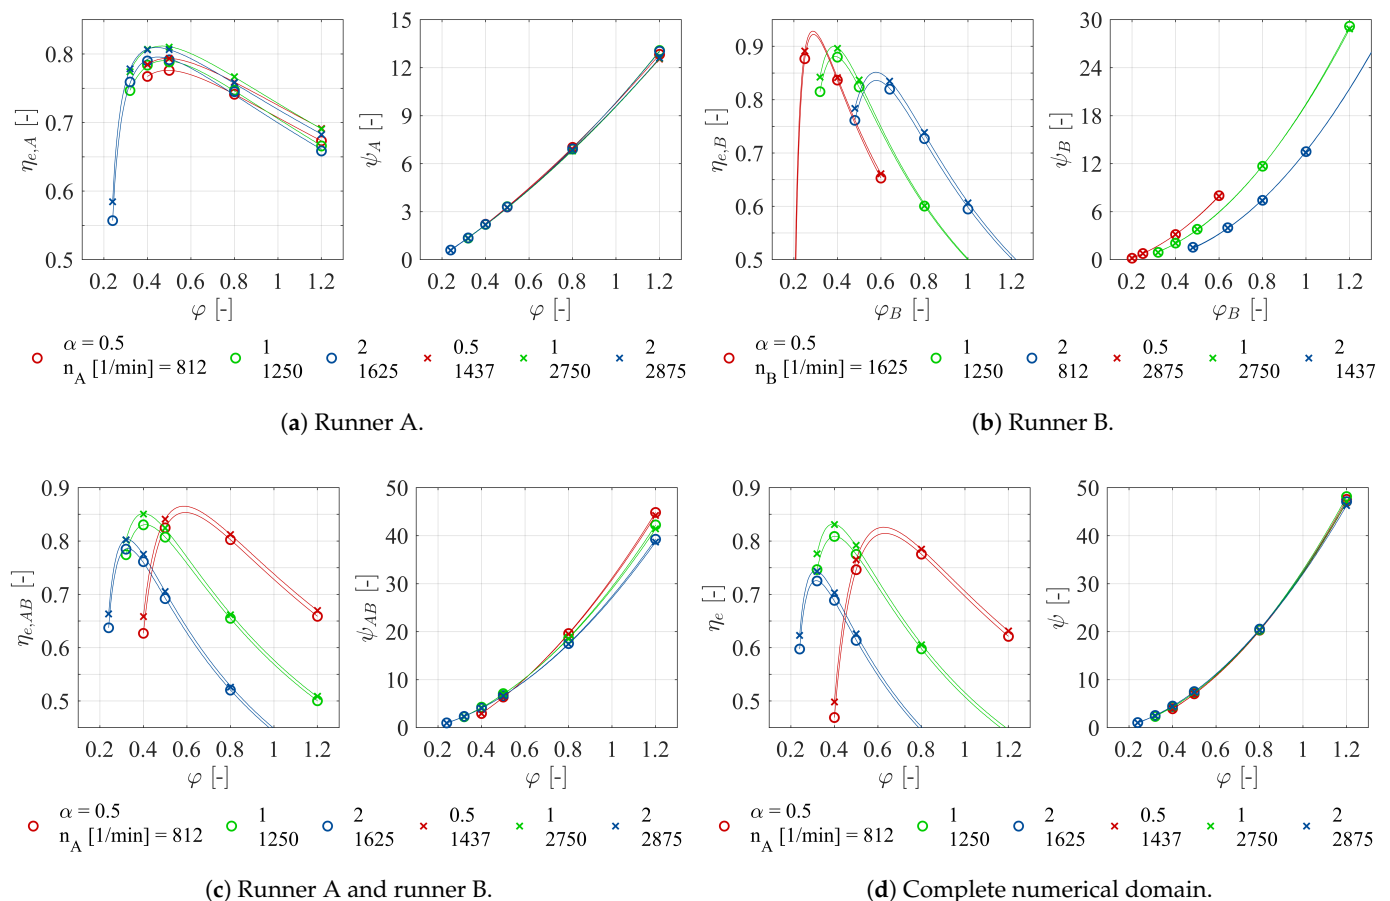 0.8
0.7
0.6
0.5
η_{e,A} [-]
0.2 0.4 0.6 0.8 1 1.2
φ [-]
15
12
9
6
3
0
ψ_A [-]
0.2 0.4 0.6 0.8 1 1.2
φ [-]
α = 0.5 1 2 0.5 1 2
n_A [1/min] = 812 1250 1625 1437 2750 2875
(a) Runner A.
0.9
0.8
0.7
0.6
0.5
η_{e,B} [-]
0.2 0.4 0.6 0.8 1 1.2
φ_B [-]
30
24
18
12
6
0
ψ_B [-]
0.2 0.4 0.6 0.8 1 1.2
φ_B [-]
α = 0.5 1 2 0.5 1 2
n_B [1/min] = 1625 1250 812 2875 2750 1437
(b) Runner B.
0.9
0.8
0.7
0.6
0.5
η_{e,AB} [-]
0.2 0.4 0.6 0.8 1 1.2
φ [-]
50
40
30
20
10
0
ψ_{AB} [-]
0.2 0.4 0.6 0.8 1 1.2
φ [-]
α = 0.5 1 2 0.5 1 2
n_A [1/min] = 812 1250 1625 1437 2750 2875
(c) Runner A and runner B.
0.9
0.8
0.7
0.6
0.5
η_e [-]
0.2 0.4 0.6 0.8 1 1.2
φ [-]
50
40
30
20
10
0
ψ [-]
0.2 0.4 0.6 0.8 1 1.2
φ [-]
α = 0.5 1 2 0.5 1 2
n_A [1/min] = 812 1250 1625 1437 2750 2875
(d) Complete numerical domain.